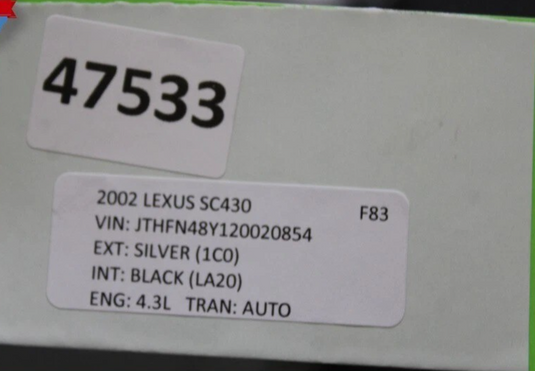 47533
2002 LEXUS SC430 F83
VIN: JTHFN48Y120020854
EXT: SILVER (1C0)
INT: BLACK (LA20)
ENG: 4.3L TRAN: AUTO